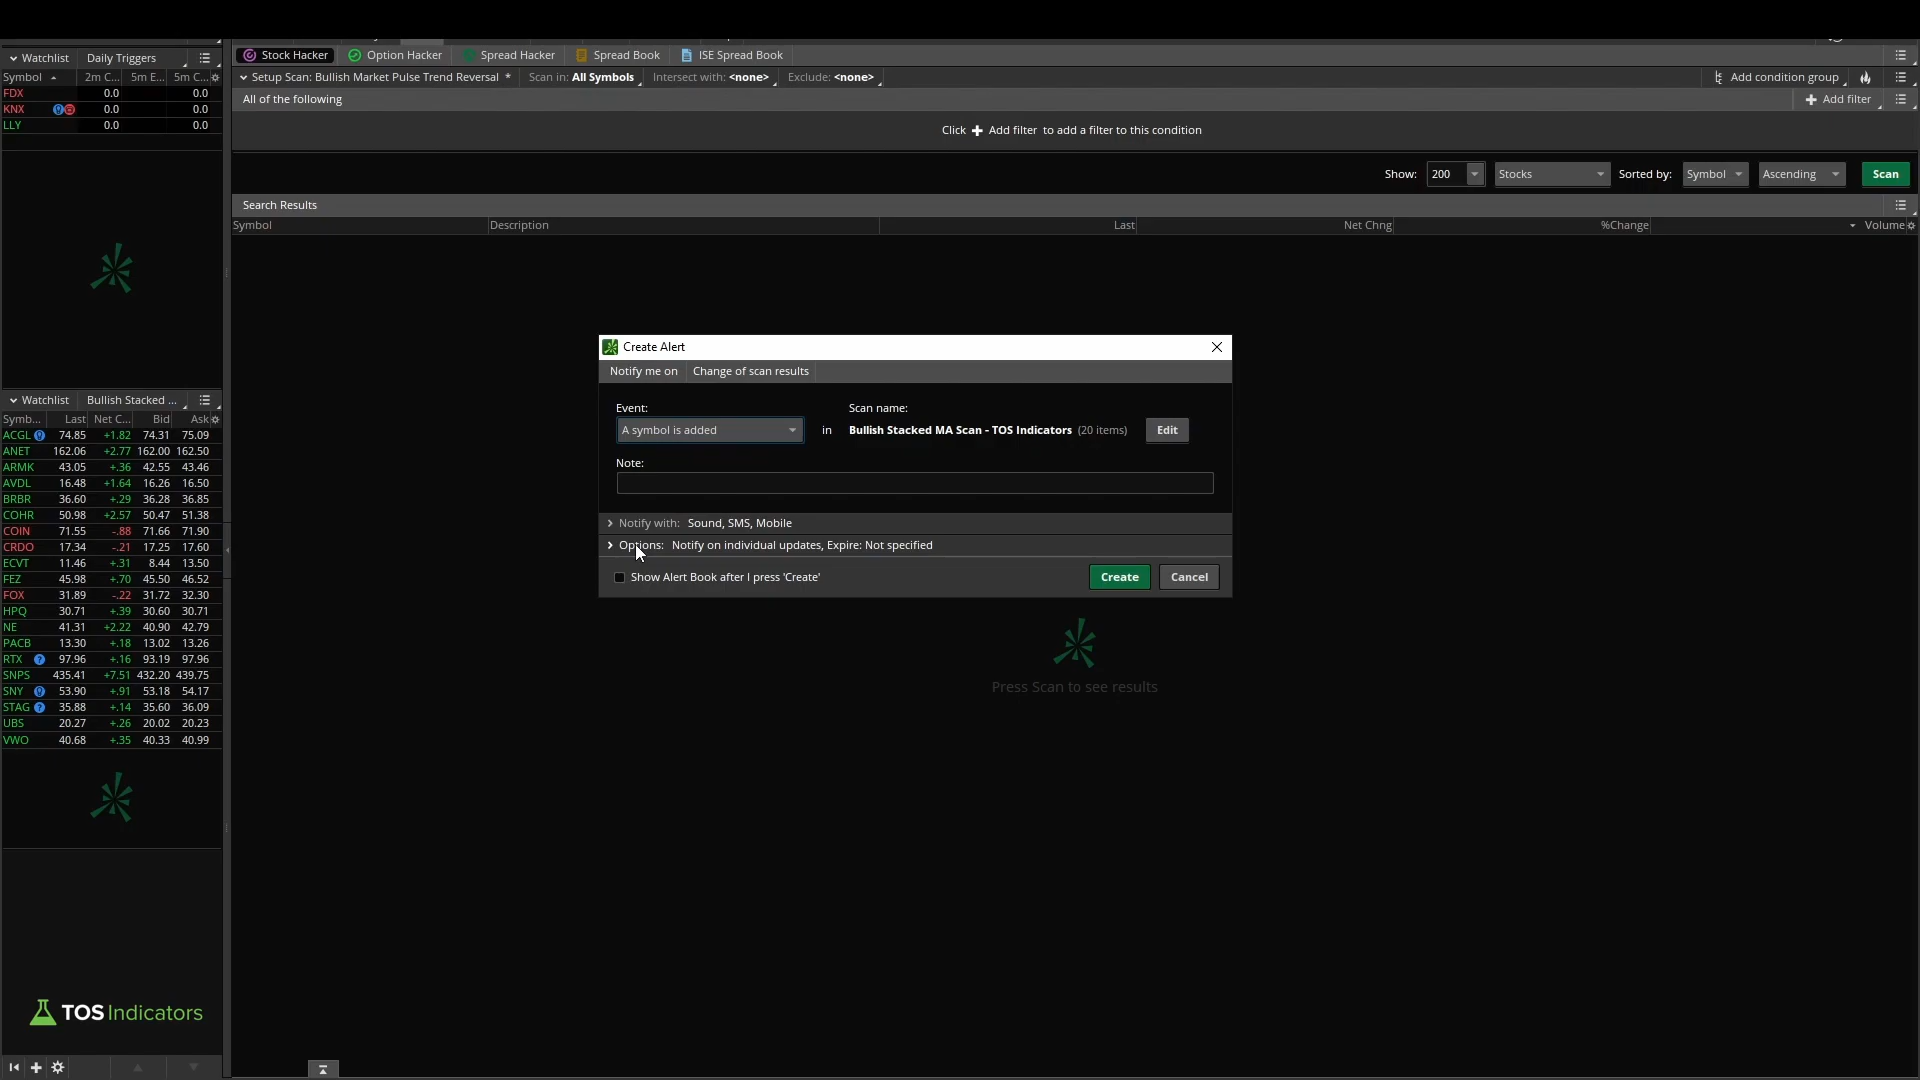 Watchlist Daily Triggers
Symbol 2m C... 5m E... 5m C...
FDX 0.0 0.0
KNX 0.0 0.0
LLY 0.0 0.0
Watchlist Bullish Stacked ...
Symb... Last Net C... Bid Ask
ACGL 74.85 +1.82 74.31 75.09
ANET 162.06 +2.77 162.00 162.50
ARMK 43.05 +.36 42.55 43.46
AVDL 16.48 +1.64 16.26 16.50
BRBR 36.60 +.29 36.28 36.85
COHR 50.98 +2.57 50.47 51.38
COIN 71.55 -.88 71.66 71.90
CRDO 17.34 -.21 17.25 17.60
ECVT 11.46 +.31 8.44 13.50
FEZ 45.98 +.70 45.50 46.52
FOX 31.89 -.22 31.72 32.30
HPQ 30.71 +.39 30.60 30.71
NE 41.31 +2.22 40.90 42.79
PACB 13.30 +.18 13.02 13.26
RTX 97.96 +.16 93.19 97.96
SNPS 435.41 +7.51 432.20 439.75
SNY 53.90 +.91 53.18 54.17
STAG 35.88 +.14 35.60 36.09
UBS 20.27 +.26 20.02 20.23
VWO 40.68 +.35 40.33 40.99
TOS Indicators
Stock Hacker Option Hacker Spread Hacker Spread Book ISE Spread Book
Setup Scan: Bullish Market Pulse Trend Reversal * Scan in: All Symbols Intersect with: <none> Exclude: <none> Add condition group
All of the following Add filter
Click + Add filter to add a filter to this condition
Show: 200 Stocks Sorted by: Symbol Ascending Scan
Search Results
Symbol Description Last Net Chng %Change Volume
Create Alert
Notify me on Change of scan results
Event: Scan name:
A symbol is added in Bullish Stacked MA Scan - TOS Indicators (20 items) Edit
Note:
Notify with: Sound, SMS, Mobile
Options: Notify on individual updates, Expire: Not specified
Show Alert Book after I press 'Create' Create Cancel
Press Scan to see results